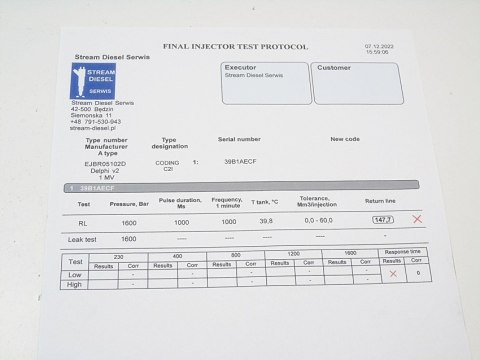 FINAL INJECTOR TEST PROTOCOL
07.12.2022
15:59:06
Stream Diesel Serwis
STREAM
DIESEL
SERWIS
Executor
Stream Diesel Serwis
Customer
Stream Diesel Serwis
42-500 Będzin
Siemońska 11
+48 791-530-943
stream-diesel.pl
Type number
Manufacturer
A type
Type
designation
Serial number
New code
EJBR05102D
Delphi v2
1 MV
CODING
C2I
1:
39B1AECF
1 39B1AECF
Test Pressure, Bar Pulse duration, Ms Frequency, 1 minute T tank, °C Tolerance, Mm3/injection Return line
RL 1600 1000 1000 39,8 0,0 - 60,0 147,7 ✕
Leak test 1600 ---- ---- ---- ---- -
Test 230 400 800 1200 1600 Response time
Results Corr Results Corr Results Corr Results Corr Results Corr Results Corr
Low - - - - - ✕ 0
High - - - - -